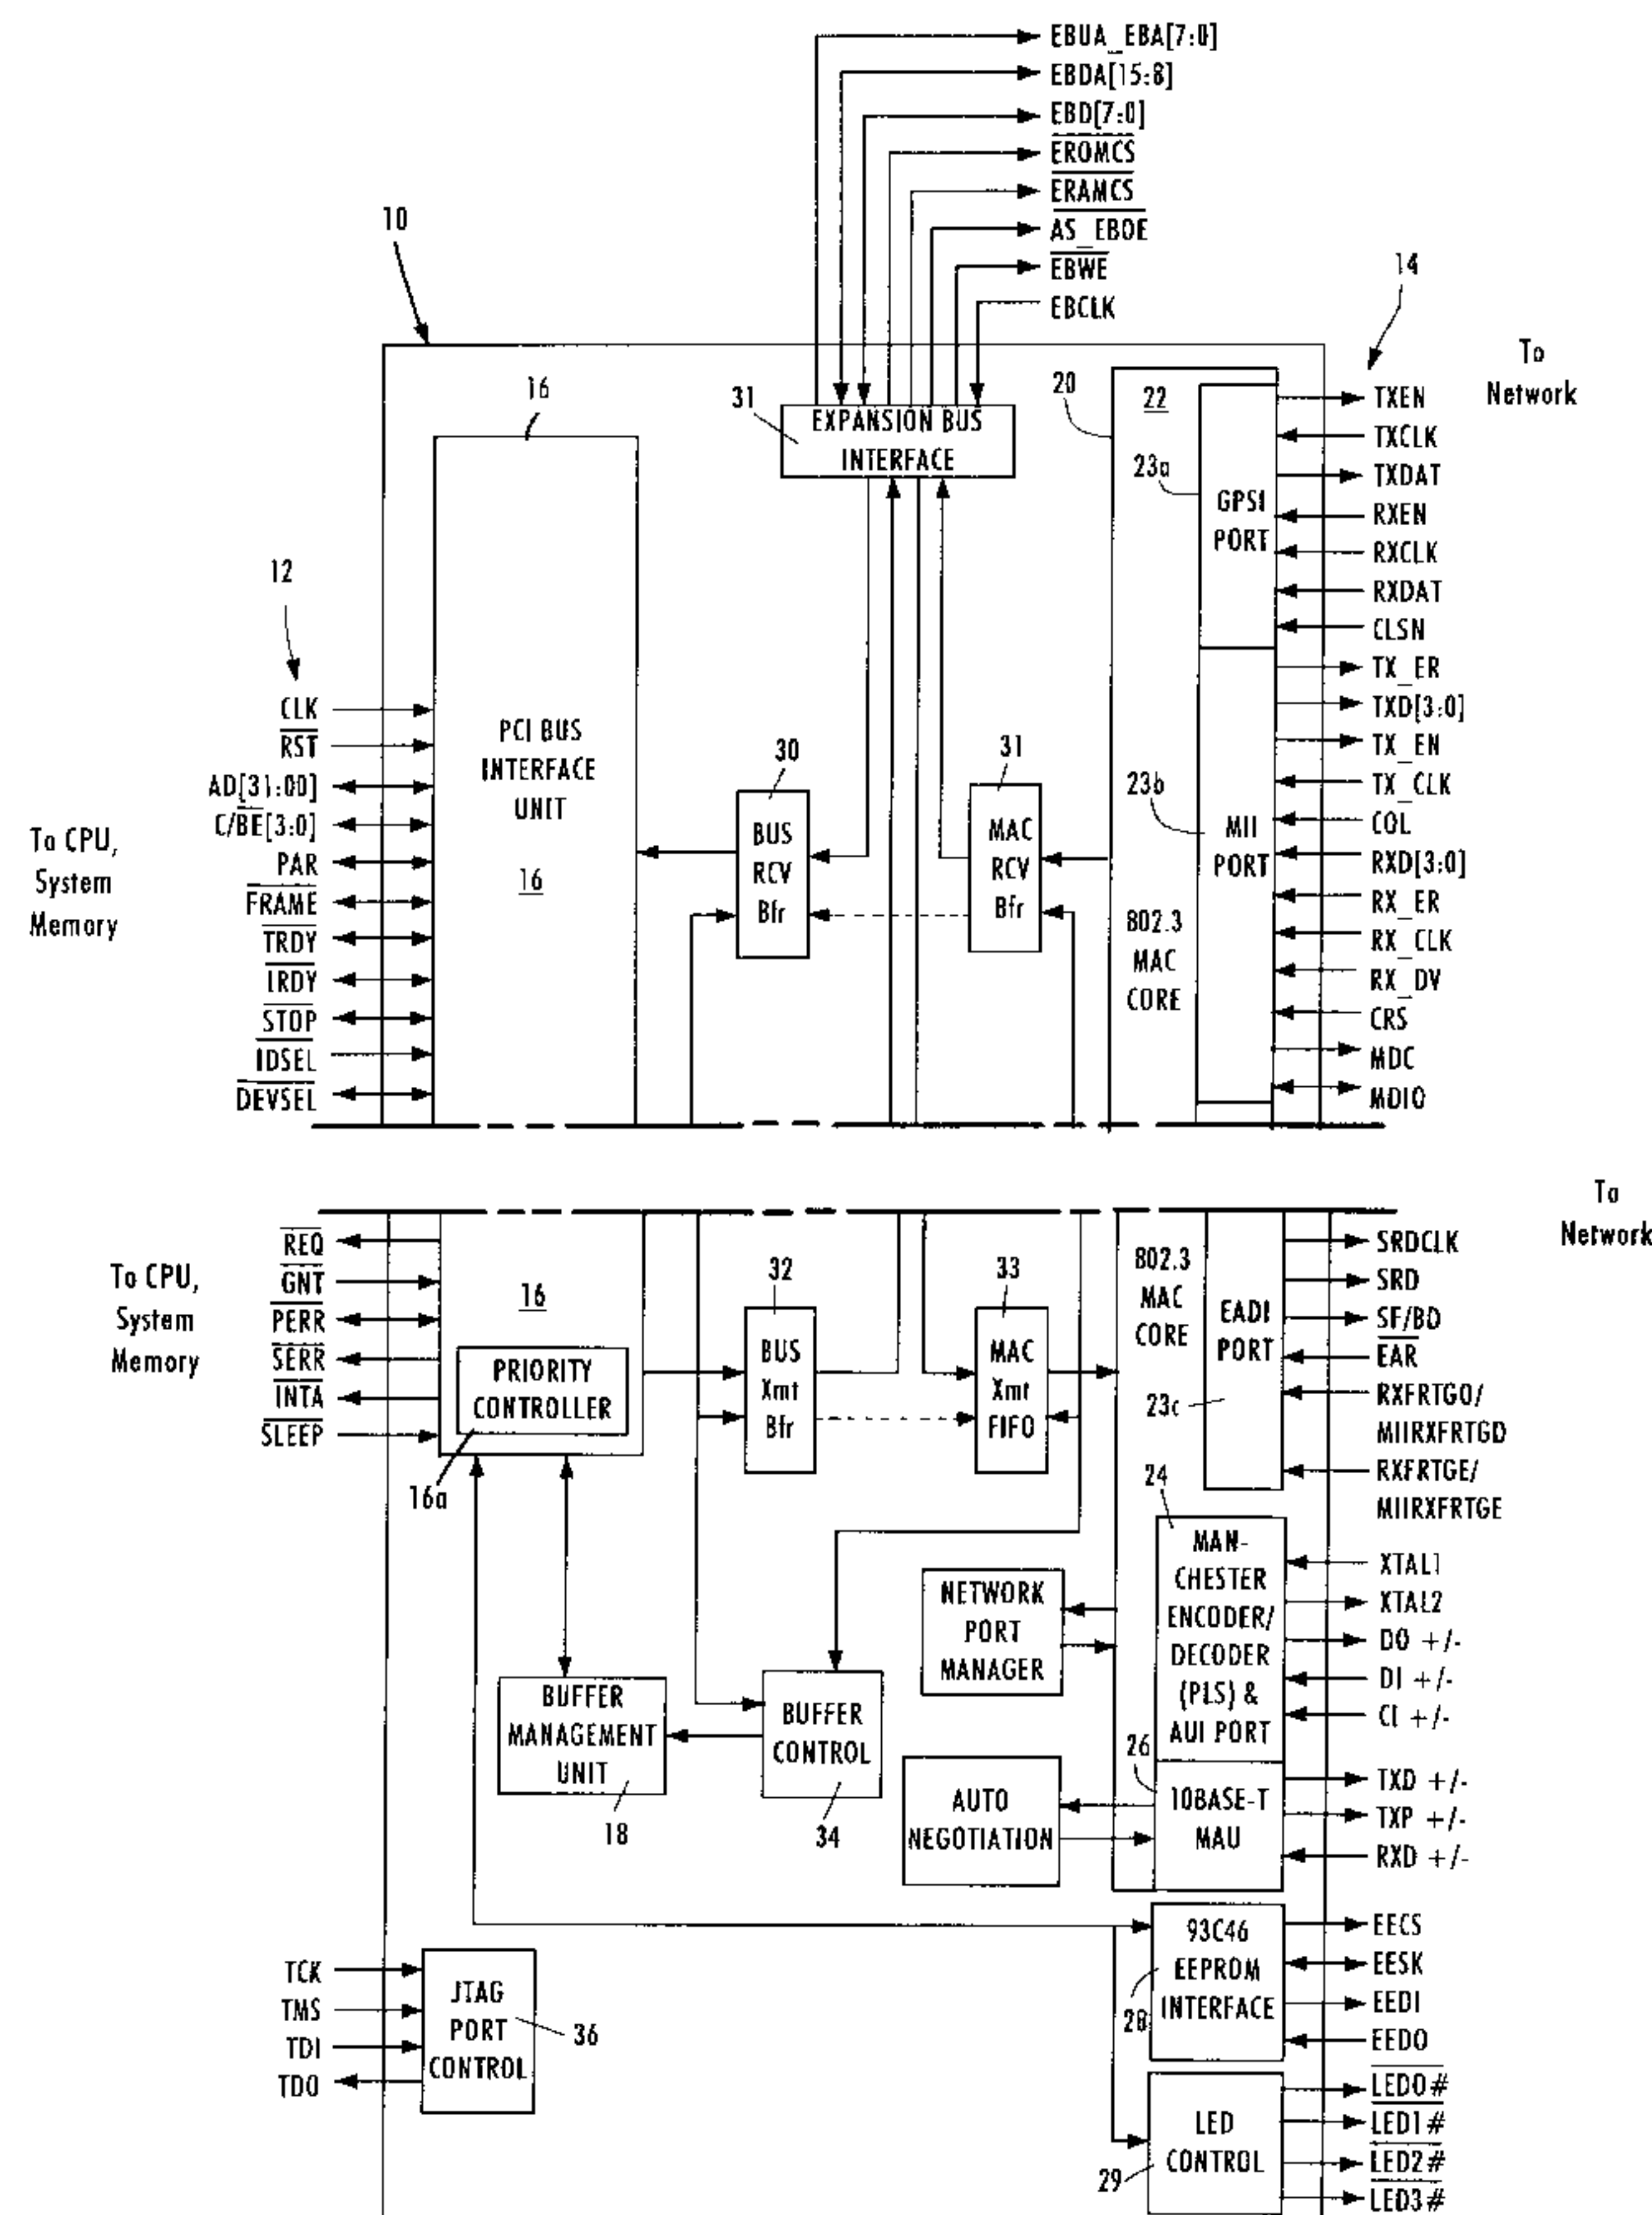 EBUA_EBA[7:0]
EBDA[15:8]
EBD[7:0]
EROMCS
ERAMCS
AS_EBOE
EBWE
EBCLK
10
14
To
Network
16
31
EXPANSION BUS
INTERFACE
20
22
23a
GPSI
PORT
TXEN
TXCLK
TXDAT
RXEN
RXCLK
RXDAT
CLSN
12
CLK
RST
AD[31:00]
C/BE[3:0]
PAR
FRAME
TRDY
IRDY
STOP
IDSEL
DEVSEL
To CPU,
System
Memory
PCI BUS
INTERFACE
UNIT
16
30
BUS
RCV
Bfr
31
MAC
RCV
Bfr
23b
MII
PORT
802.3
MAC
CORE
TX_ER
TXD[3:0]
TX_EN
TX_CLK
COL
RXD[3:0]
RX_ER
RX_CLK
RX_DV
CRS
MDC
MDIO
To
Network
To CPU,
System
Memory
REQ
GNT
PERR
SERR
INTA
SLEEP
16
PRIORITY
CONTROLLER
16a
32
BUS
Xmt
Bfr
33
MAC
Xmt
FIFO
802.3
MAC
CORE
EADI
PORT
23c
SRDCLK
SRD
SF/BD
EAR
RXFRTGO/
MIIRXFRTGD
RXFRTGE/
MIIRXFRTGE
24
MAN-
CHESTER
ENCODER/
DECODER
(PLS) &
AUI PORT
XTAL1
XTAL2
DO +/-
DI +/-
CI +/-
NETWORK
PORT
MANAGER
BUFFER
MANAGEMENT
UNIT
18
BUFFER
CONTROL
34
AUTO
NEGOTIATION
26
10BASE-T
MAU
TXD +/-
TXP +/-
RXD +/-
93C46
EEPROM
INTERFACE
28
EECS
EESK
EEDI
EEDO
TCK
TMS
TDI
TDO
JTAG
PORT
CONTROL
36
LED
CONTROL
29
LED0#
LED1#
LED2#
LED3#